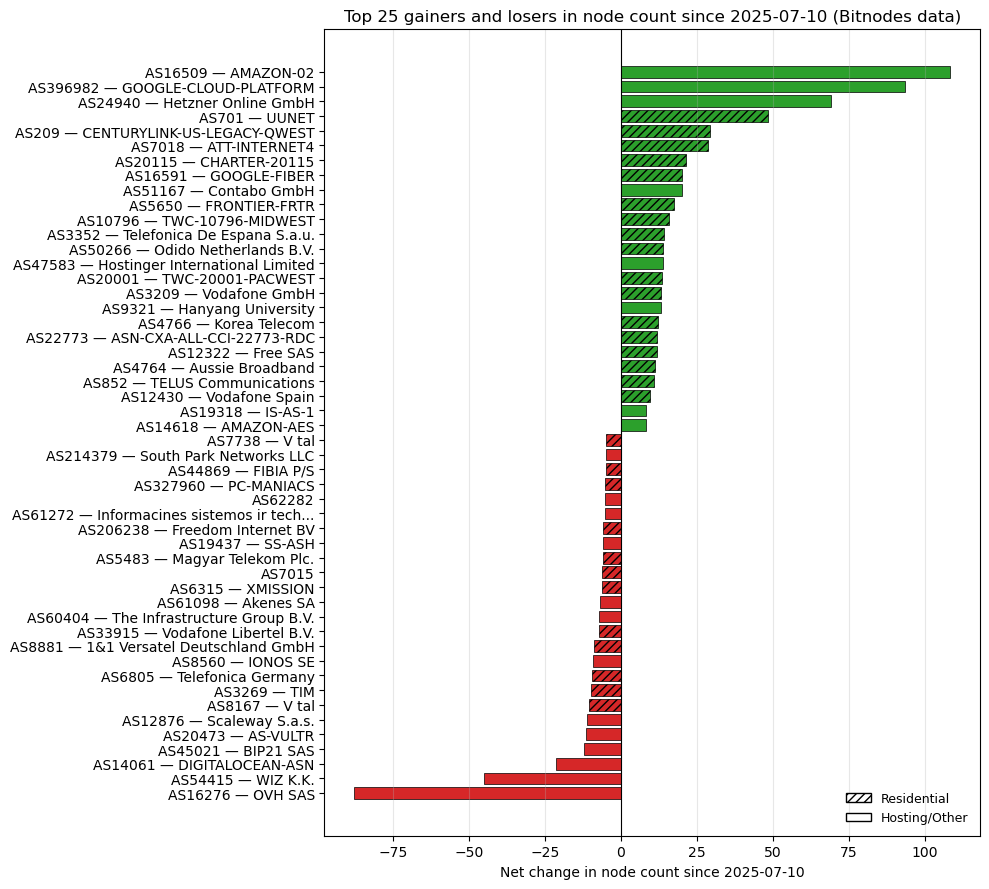 Top 25 gainers and losers in node count since 2025-07-10 (Bitnodes data)
AS16509 — AMAZON-02
AS396982 — GOOGLE-CLOUD-PLATFORM
AS24940 — Hetzner Online GmbH
AS701 — UUNET
AS209 — CENTURYLINK-US-LEGACY-QWEST
AS7018 — ATT-INTERNET4
AS20115 — CHARTER-20115
AS16591 — GOOGLE-FIBER
AS51167 — Contabo GmbH
AS5650 — FRONTIER-FRTR
AS10796 — TWC-10796-MIDWEST
AS3352 — Telefonica De Espana S.a.u.
AS50266 — Odido Netherlands B.V.
AS47583 — Hostinger International Limited
AS20001 — TWC-20001-PACWEST
AS3209 — Vodafone GmbH
AS9321 — Hanyang University
AS4766 — Korea Telecom
AS22773 — ASN-CXA-ALL-CCI-22773-RDC
AS12322 — Free SAS
AS4764 — Aussie Broadband
AS852 — TELUS Communications
AS12430 — Vodafone Spain
AS19318 — IS-AS-1
AS14618 — AMAZON-AES
AS7738 — V tal
AS214379 — South Park Networks LLC
AS44869 — FIBIA P/S
AS327960 — PC-MANIACS
AS62282
AS61272 — Informacines sistemos ir tech...
AS206238 — Freedom Internet BV
AS19437 — SS-ASH
AS5483 — Magyar Telekom Plc.
AS7015
AS6315 — XMISSION
AS61098 — Akenes SA
AS60404 — The Infrastructure Group B.V.
AS33915 — Vodafone Libertel B.V.
AS8881 — 1&1 Versatel Deutschland GmbH
AS8560 — IONOS SE
AS6805 — Telefonica Germany
AS3269 — TIM
AS8167 — V tal
AS12876 — Scaleway S.a.s.
AS20473 — AS-VULTR
AS45021 — BIP21 SAS
AS14061 — DIGITALOCEAN-ASN
AS54415 — WIZ K.K.
AS16276 — OVH SAS
Residential
Hosting/Other
−75 −50 −25 0 25 50 75 100
Net change in node count since 2025-07-10